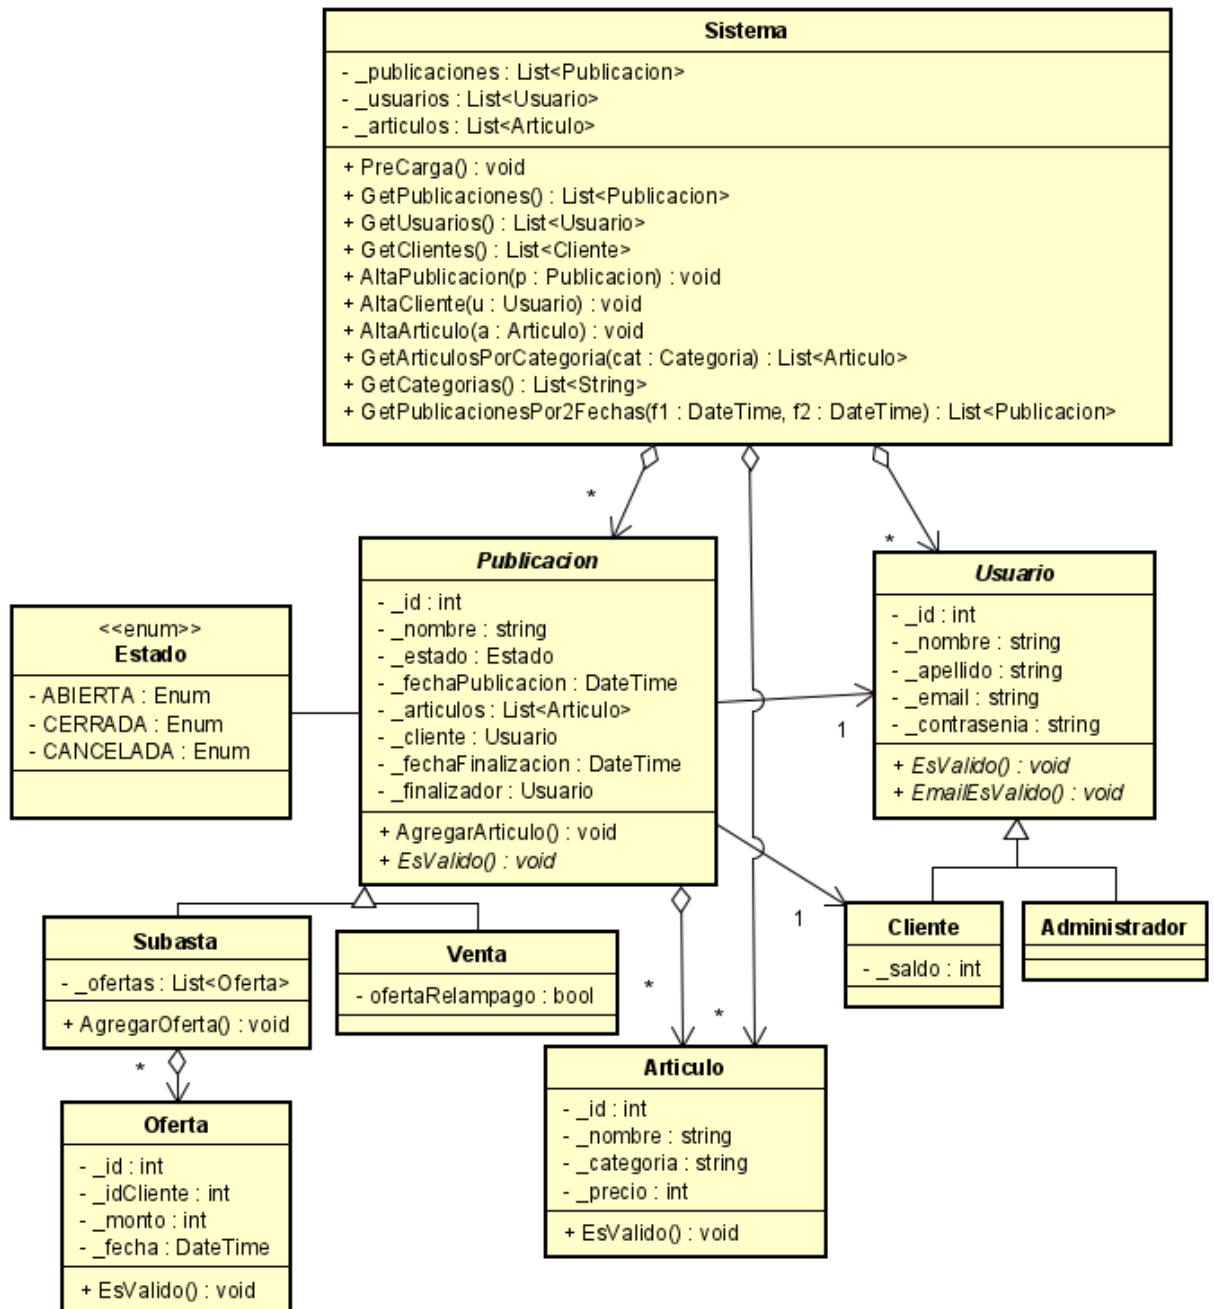 Sistema
- _publicaciones : List<Publicacion>
- _usuarios : List<Usuario>
- _articulos : List<Articulo>
+ PreCarga() : void
+ GetPublicaciones() : List<Publicacion>
+ GetUsuarios() : List<Usuario>
+ GetClientes() : List<Cliente>
+ AltaPublicacion(p : Publicacion) : void
+ AltaCliente(u : Usuario) : void
+ AltaArticulo(a : Articulo) : void
+ GetArticulosPorCategoria(cat : Categoria) : List<Articulo>
+ GetCategorias() : List<String>
+ GetPublicacionesPor2Fechas(f1 : DateTime, f2 : DateTime) : List<Publicacion>
*
*
<<enum>>
Estado
- ABIERTA : Enum
- CERRADA : Enum
- CANCELADA : Enum
Publicacion
- _id : int
- _nombre : string
- _estado : Estado
- _fechaPublicacion : DateTime
- _articulos : List<Articulo>
- _cliente : Usuario
- _fechaFinalizacion : DateTime
- _finalizador : Usuario
+ AgregarArticulo() : void
+ EsValido() : void
1
Usuario
- _id : int
- _nombre : string
- _apellido : string
- _email : string
- _contrasenia : string
+ EsValido() : void
+ EmailEsValido() : void
Subasta
- _ofertas : List<Oferta>
+ AgregarOferta() : void
*
Venta
- ofertaRelampago : bool
*
*
1
Cliente
- _saldo : int
Administrador
Oferta
- _id : int
- _idCliente : int
- _monto : int
- _fecha : DateTime
+ EsValido() : void
Articulo
- _id : int
- _nombre : string
- _categoria : string
- _precio : int
+ EsValido() : void